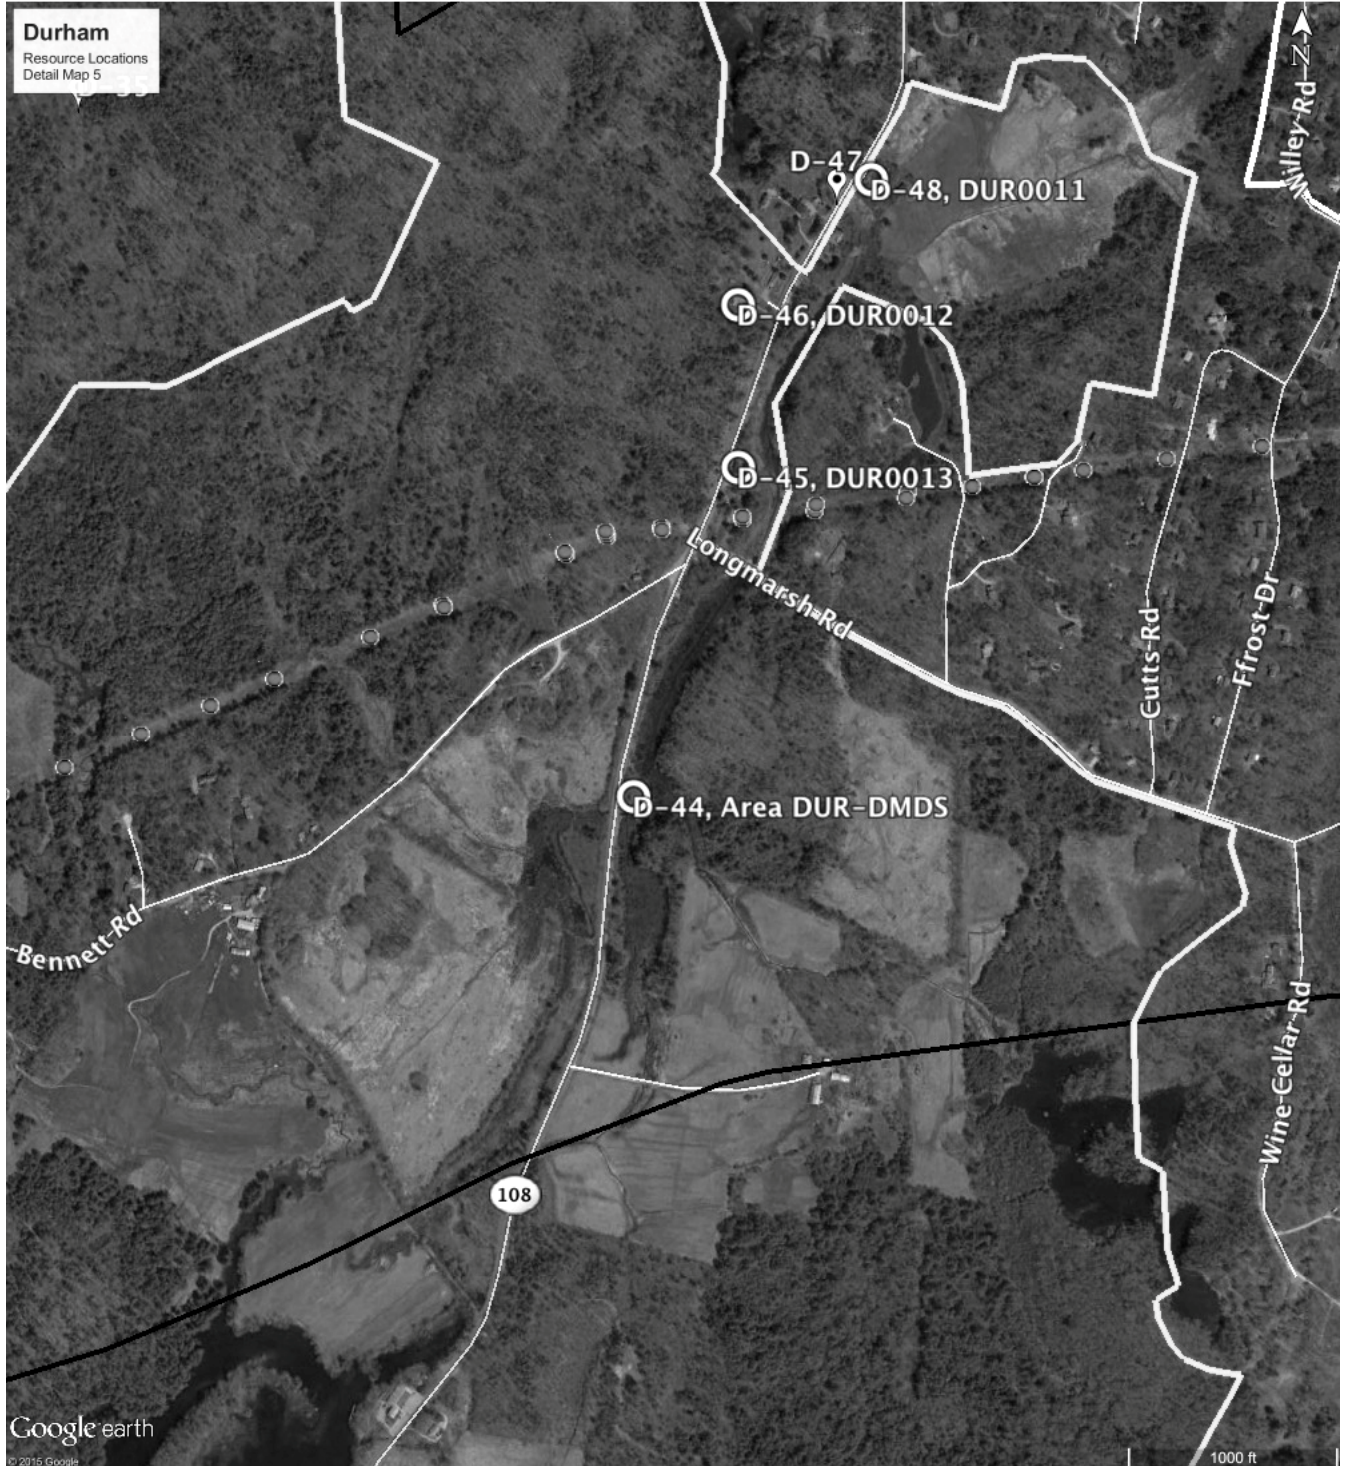 Durham
Resource Locations
Detail Map 5
N
Willey Rd
D-47
D-48, DUR0011
D-46, DUR0012
D-45, DUR0013
Longmarsh Rd
Cutts-Rd
Ffrost-Dr
D-44, Area DUR-DMDS
Bennett-Rd
Wine-Cellar-Rd
108
Google earth
© 2015 Google
1000 ft